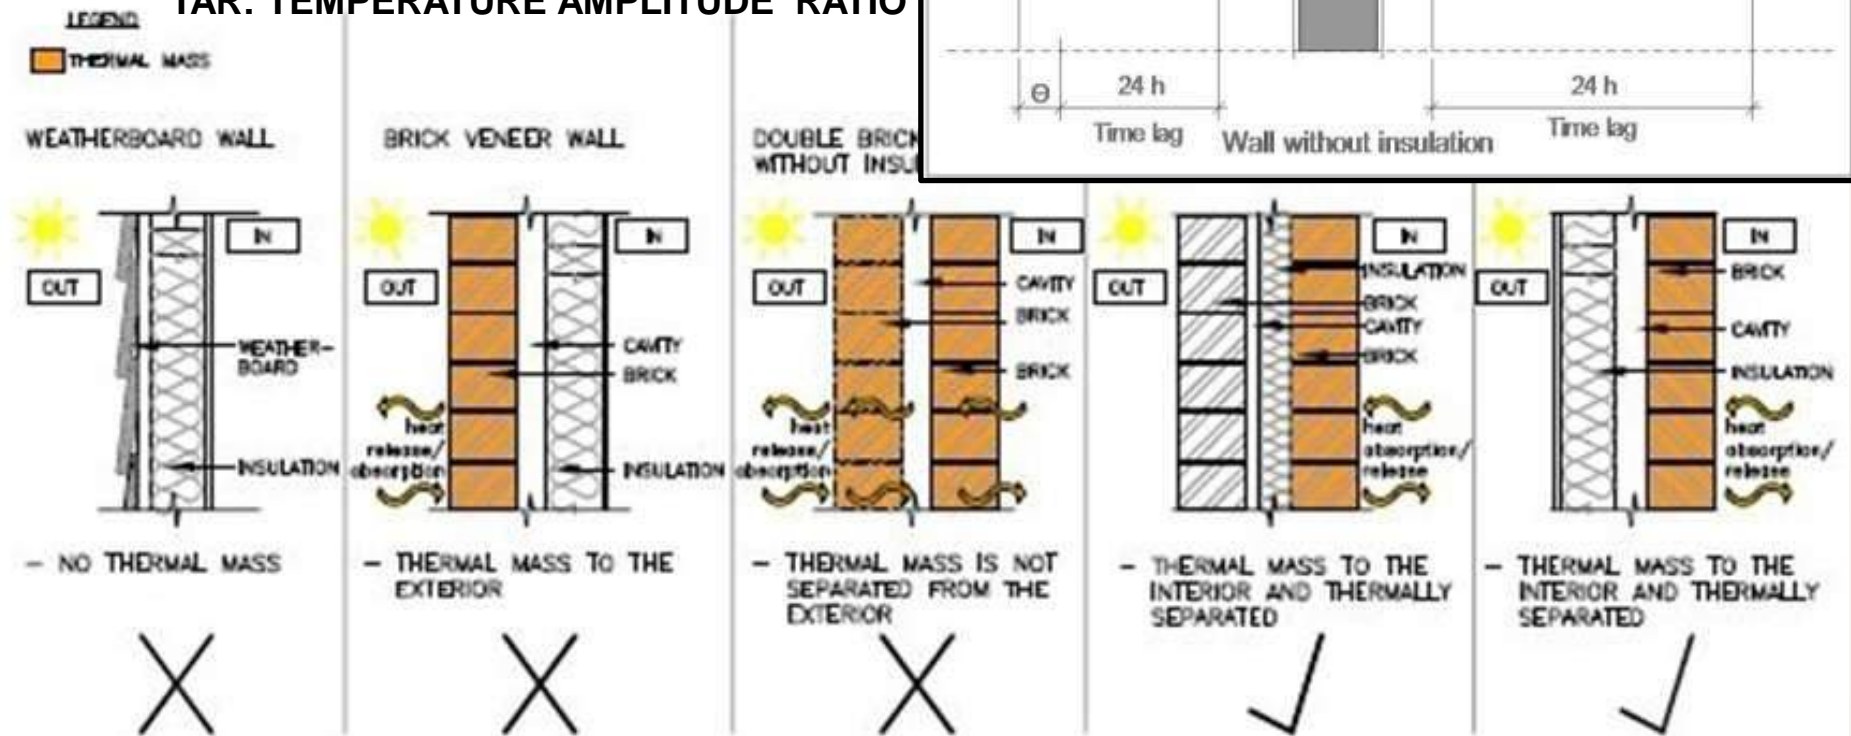 TAR: TEMPERATURE AMPLITUDE RATIO
LEGEND
THERMAL MASS
Θ
24 h
24 h
Time lag
Time lag
Wall without insulation
WEATHERBOARD WALL
BRICK VENEER WALL
DOUBLE BRICK
WITHOUT
IN
OUT
WEATHER-
BOARD
INSULATION
- NO THERMAL MASS
IN
OUT
CAVITY
BRICK
heat
release/
absorption
INSULATION
- THERMAL MASS TO THE
EXTERIOR
IN
OUT
CAVITY
BRICK
BRICK
heat
release/
absorption
- THERMAL MASS IS NOT
SEPARATED FROM THE
EXTERIOR
IN
OUT
INSULATION
BRICK
CAVITY
BRICK
heat
absorption/
release
- THERMAL MASS TO THE
INTERIOR AND THERMALLY
SEPARATED
IN
OUT
BRICK
CAVITY
INSULATION
heat
absorption/
release
- THERMAL MASS TO THE
INTERIOR AND THERMALLY
SEPARATED